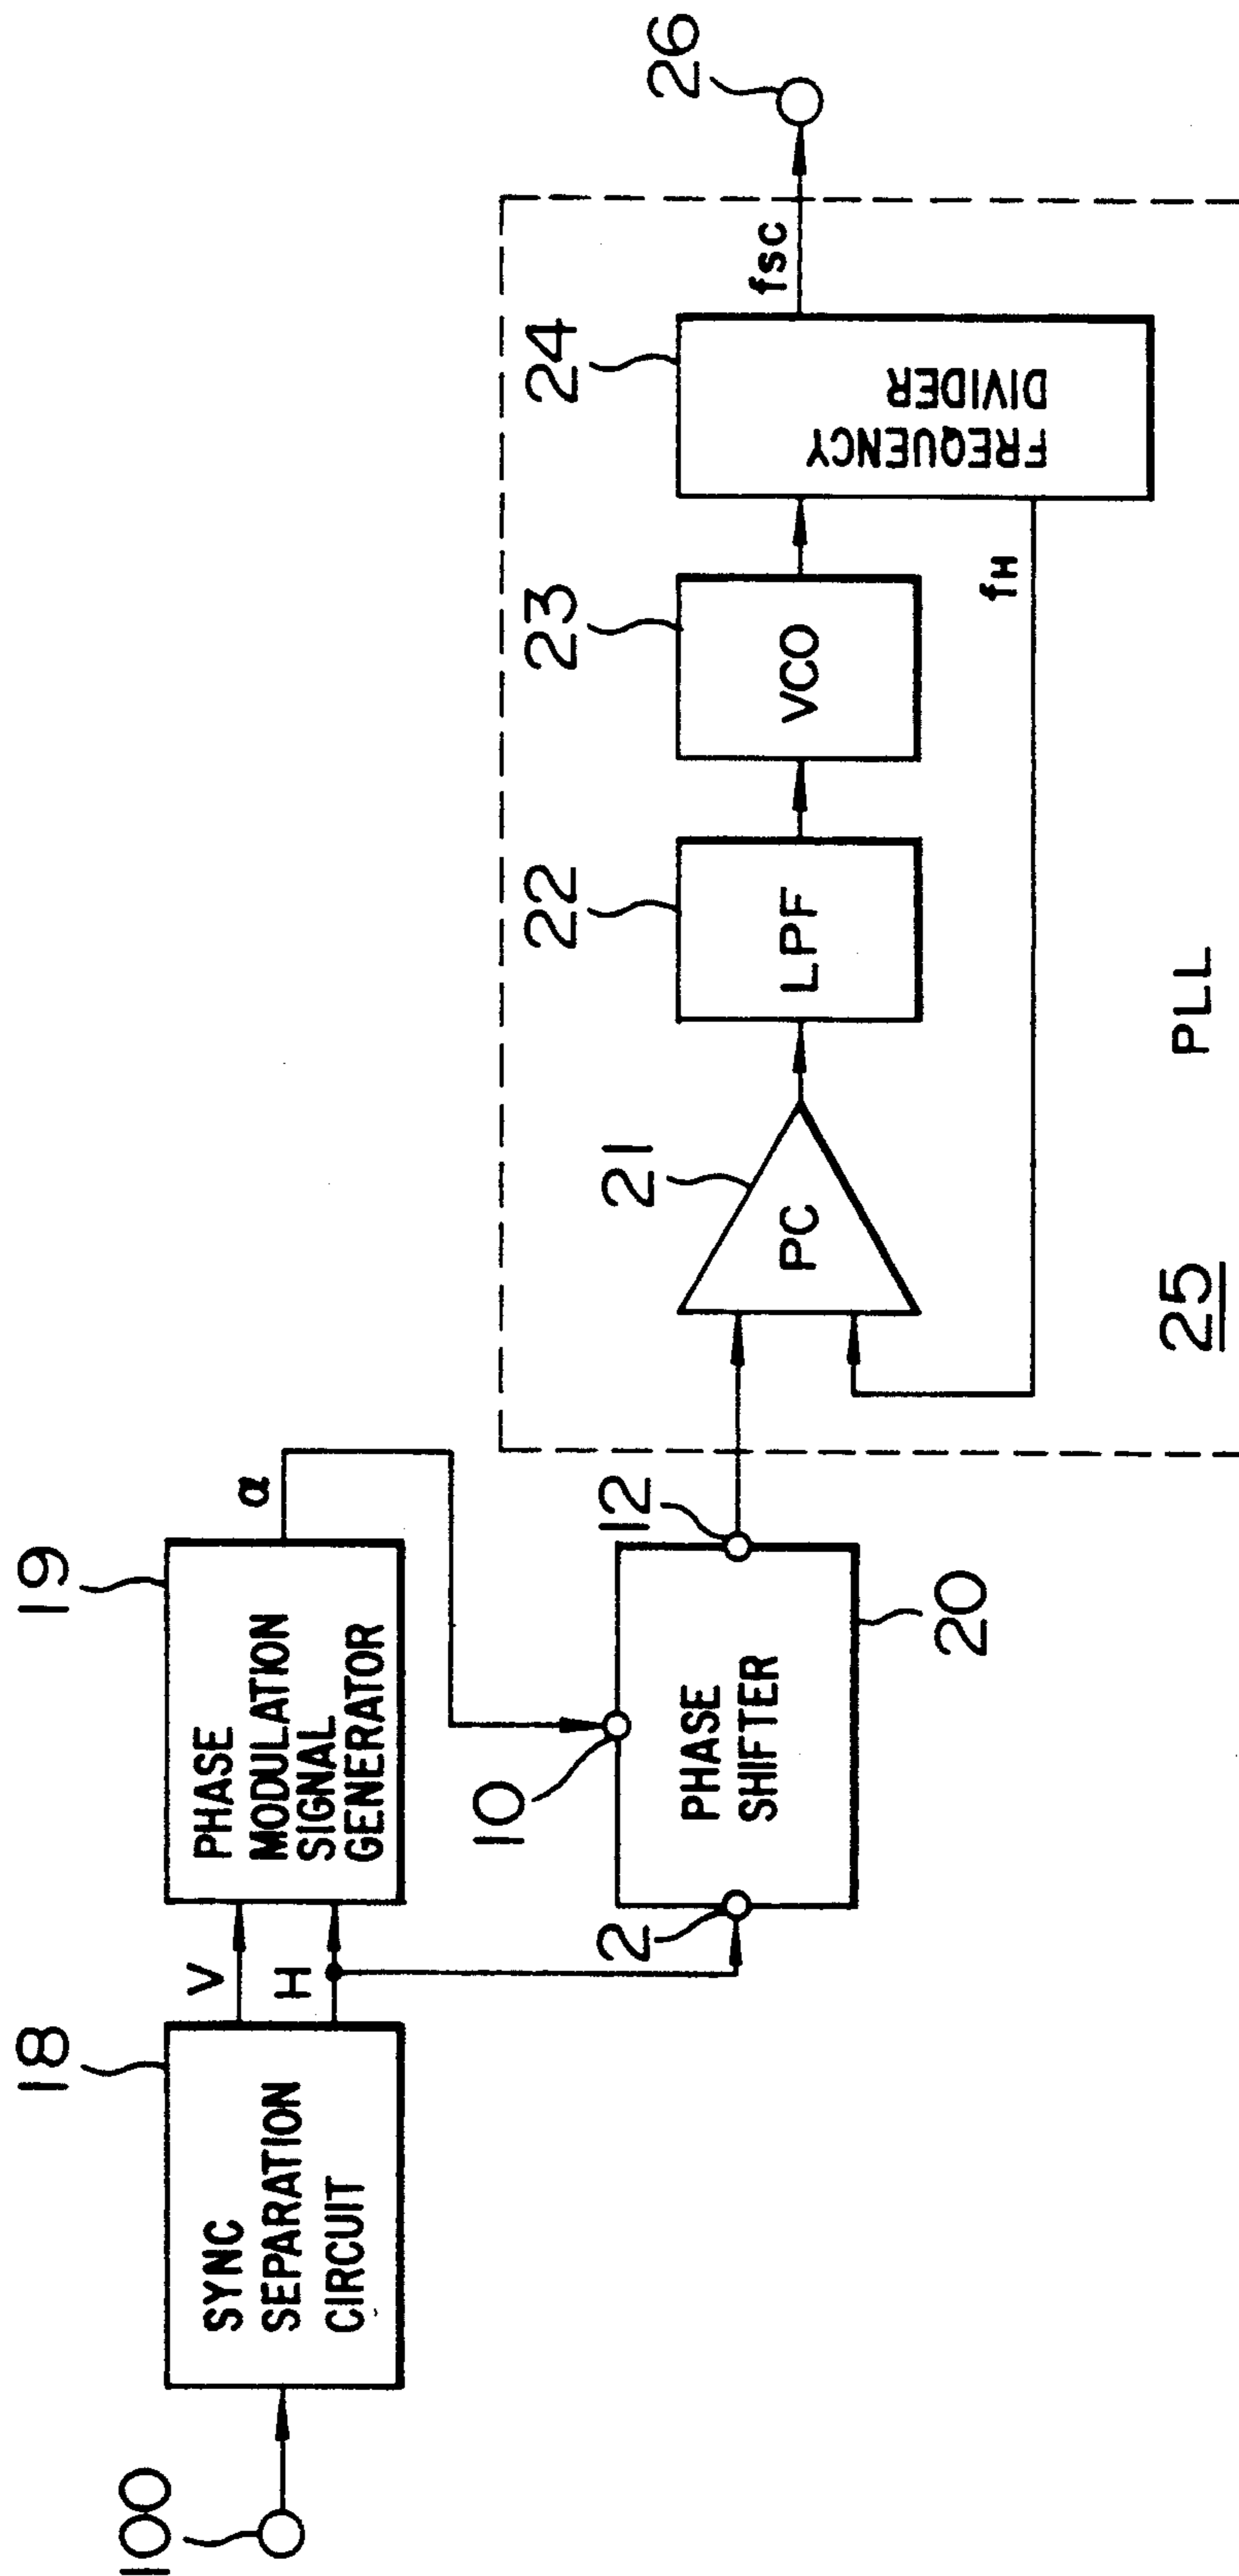 100
18
SYNC
SEPARATION
CIRCUIT
V
H
19
PHASE
MODULATION
SIGNAL
GENERATOR
α
2
10
PHASE
SHIFTER
12
20
21
PC
22
LPF
23
VCO
24
FREQUENCY
DIVIDER
fSC
fH
26
25
PLL